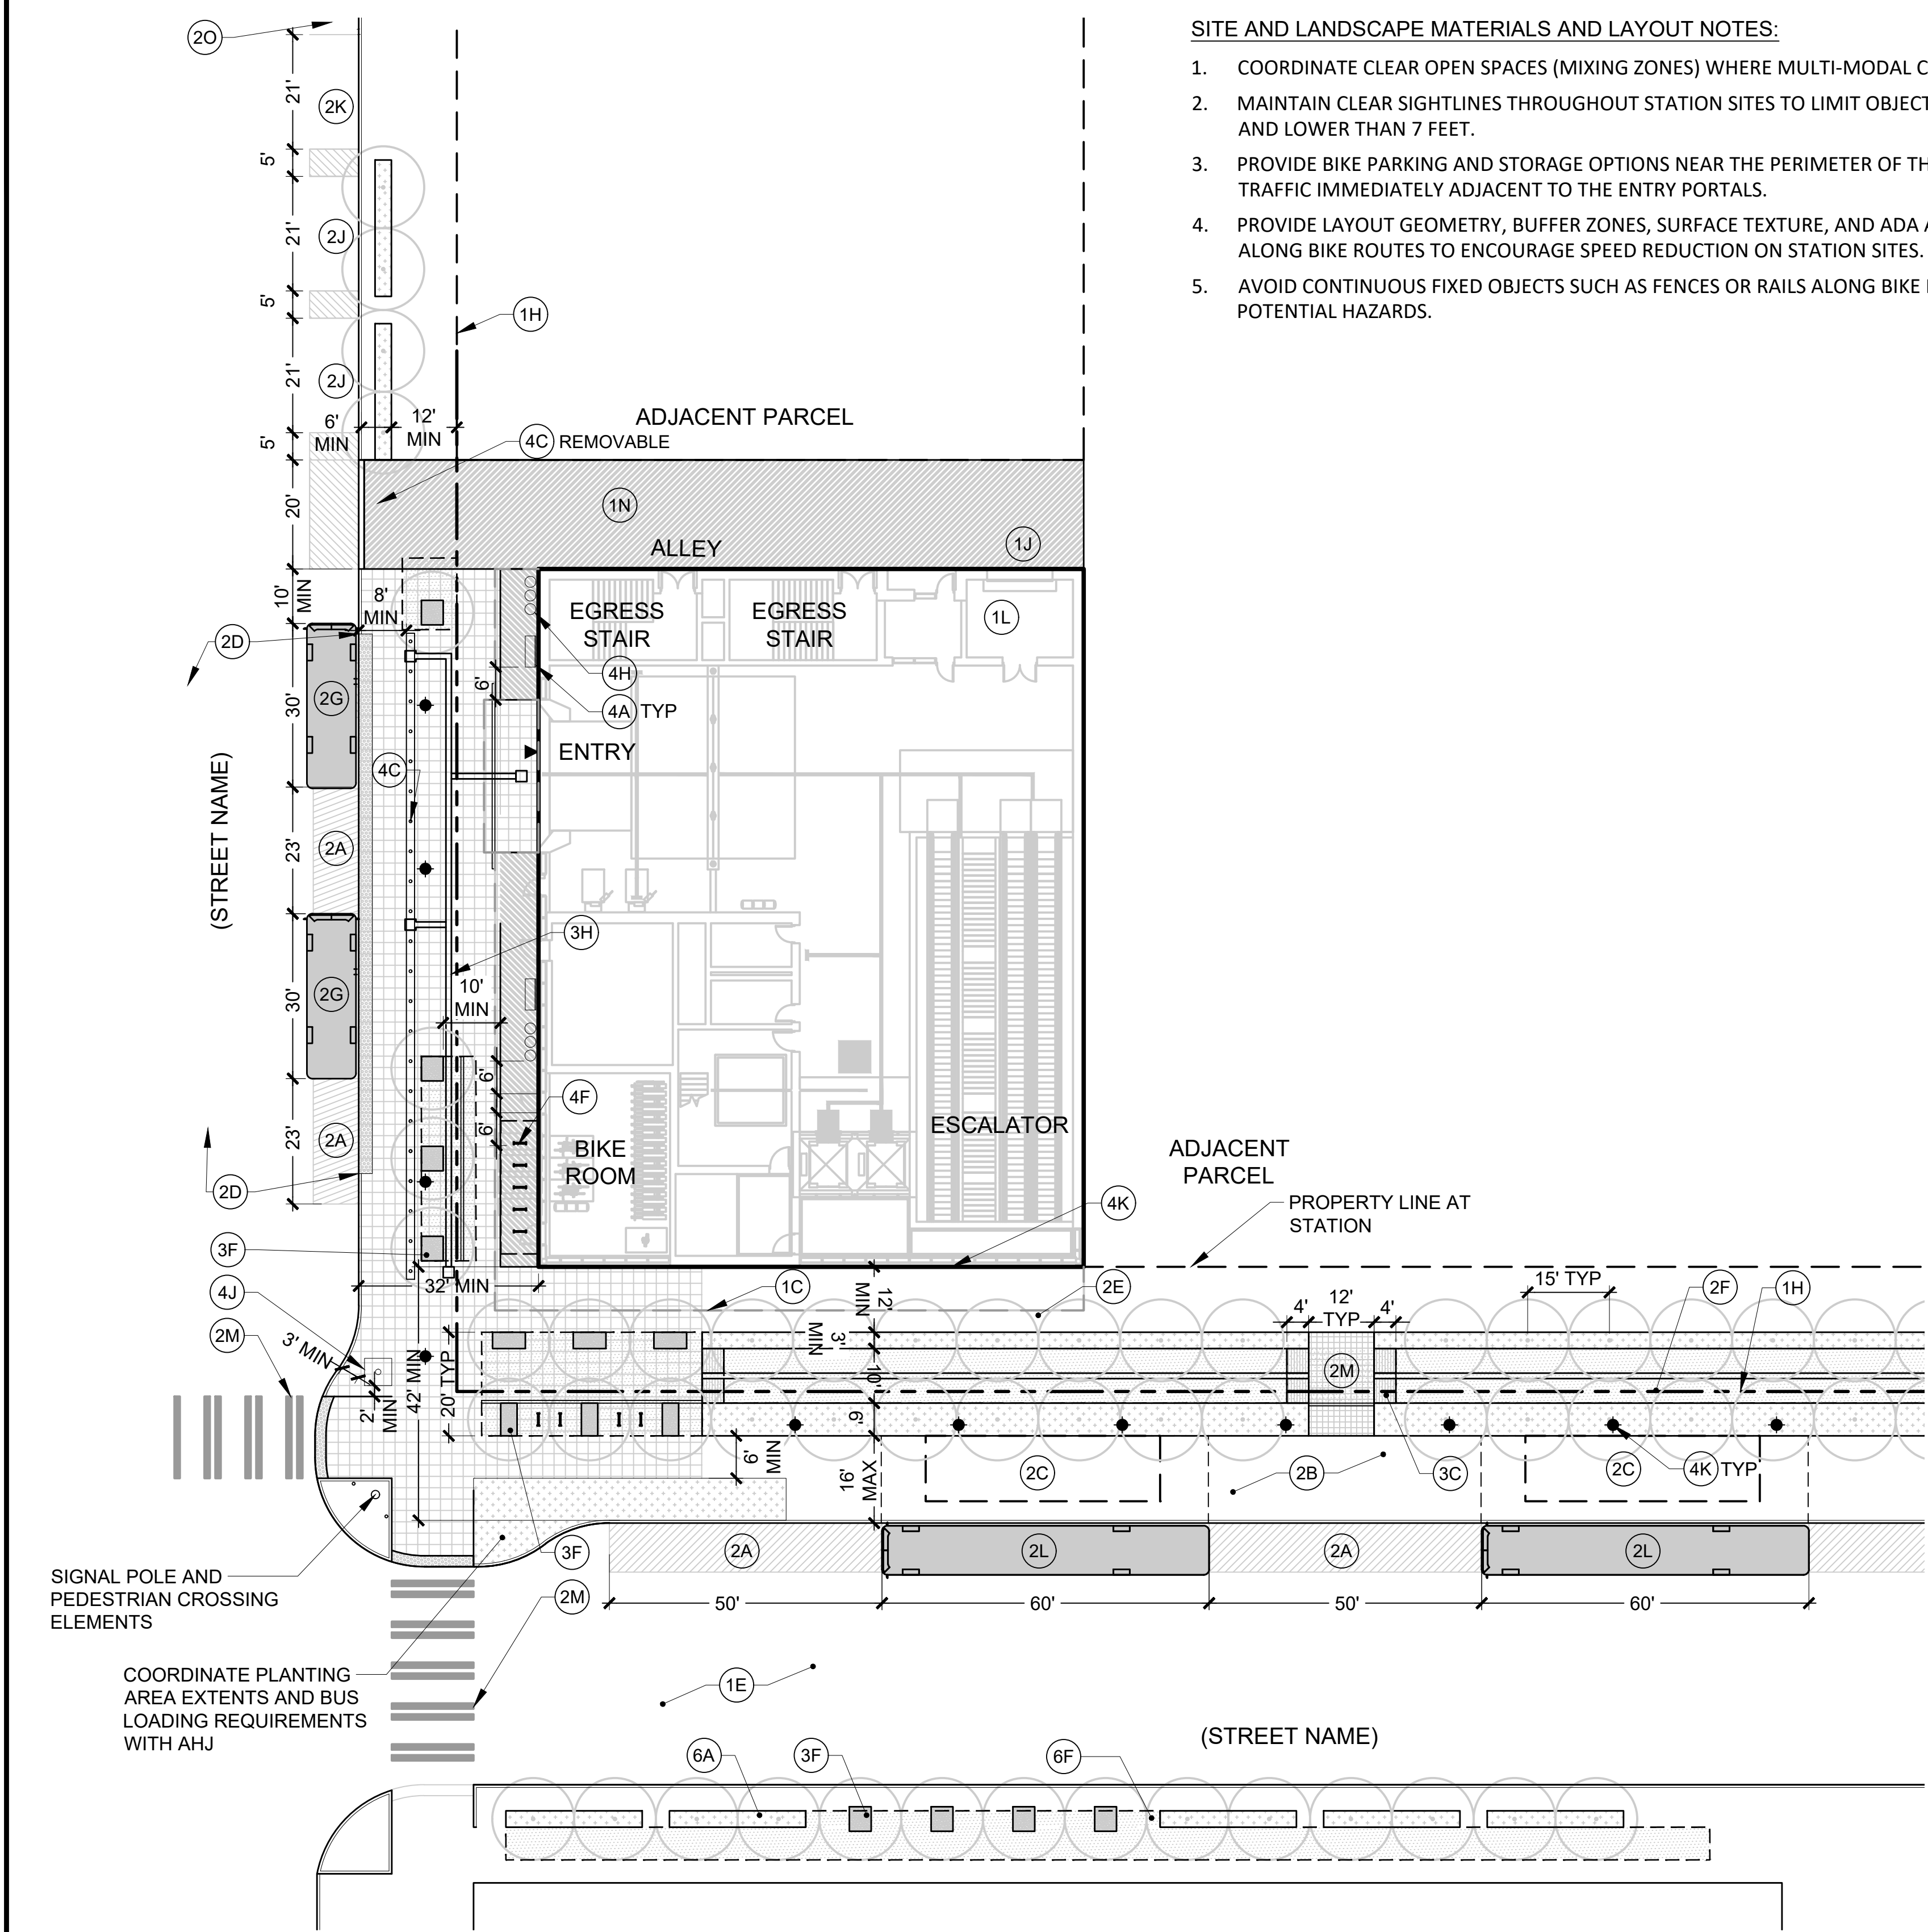 SITE AND LANDSCAPE MATERIALS AND LAYOUT NOTES:
1. COORDINATE CLEAR OPEN SPACES (MIXING ZONES) WHERE MULTI-MODAL C
2. MAINTAIN CLEAR SIGHTLINES THROUGHOUT STATION SITES TO LIMIT OBJECT
AND LOWER THAN 7 FEET.
3. PROVIDE BIKE PARKING AND STORAGE OPTIONS NEAR THE PERIMETER OF TH
TRAFFIC IMMEDIATELY ADJACENT TO THE ENTRY PORTALS.
4. PROVIDE LAYOUT GEOMETRY, BUFFER ZONES, SURFACE TEXTURE, AND ADA A
ALONG BIKE ROUTES TO ENCOURAGE SPEED REDUCTION ON STATION SITES.
5. AVOID CONTINUOUS FIXED OBJECTS SUCH AS FENCES OR RAILS ALONG BIKE
POTENTIAL HAZARDS.
2O
21'
2K
5'
21'
2J
5'
1H
21'
2J
6'
MIN
12'
MIN
5'
ADJACENT PARCEL
4C REMOVABLE
20'
1N
ALLEY
1J
10'
MIN
8'
MIN
EGRESS
STAIR
EGRESS
STAIR
1L
2D
4H
6'
30'
2G
4A TYP
ENTRY
4C
(STREET NAME)
23'
2A
3H
10'
MIN
30'
2G
6'
4F
6'
23'
2A
BIKE
ROOM
ESCALATOR
ADJACENT
PARCEL
2D
4K
PROPERTY LINE AT
STATION
3F
32' MIN
1C
12'
MIN
2E
15' TYP
2F
1H
4J
4'
12'
TYP
4'
2M
3' MIN
3'
MIN
42' MIN
20' TYP
10'
2M
2'
MIN
6'
6'
MIN
16'
MAX
2C
2B
3C
2C
4K TYP
3F
2A
2L
2A
2L
SIGNAL POLE AND
PEDESTRIAN CROSSING
ELEMENTS
2M
50'
60'
50'
60'
COORDINATE PLANTING
AREA EXTENTS AND BUS
LOADING REQUIREMENTS
WITH AHJ
1E
(STREET NAME)
6A
3F
6F